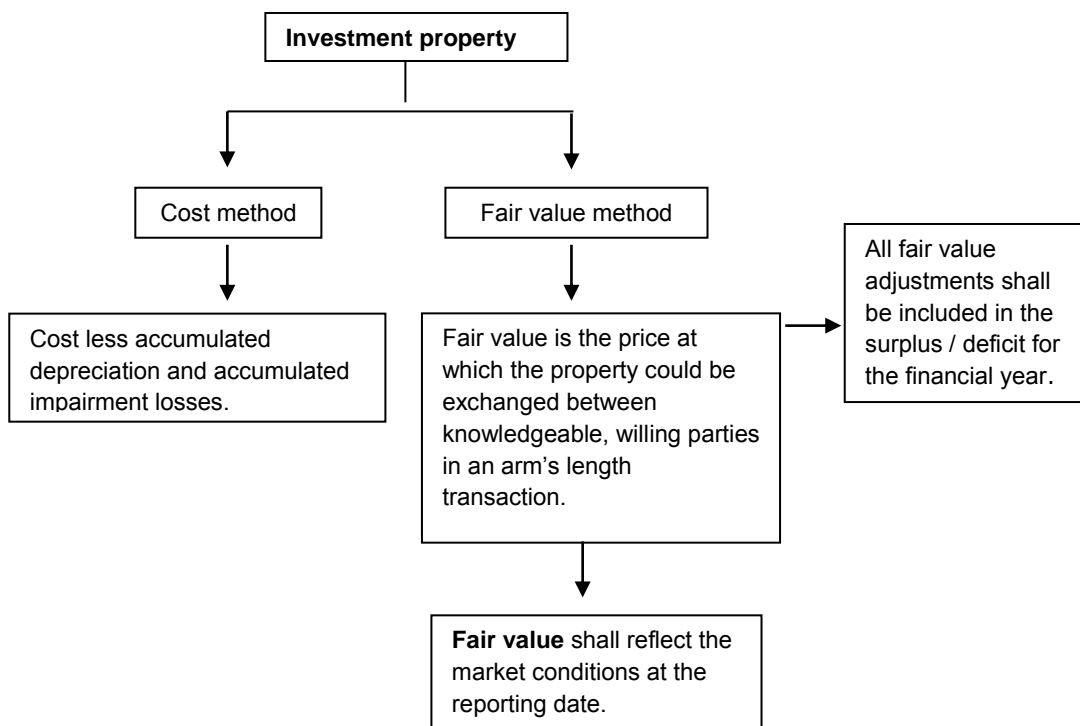 Investment property
Cost method
Fair value method
Cost less accumulated
depreciation and accumulated
impairment losses.
Fair value is the price at
which the property could be
exchanged between
knowledgeable, willing parties
in an arm’s length
transaction.
All fair value
adjustments shall
be included in the
surplus / deficit for
the financial year.
Fair value shall reflect the
market conditions at the
reporting date.